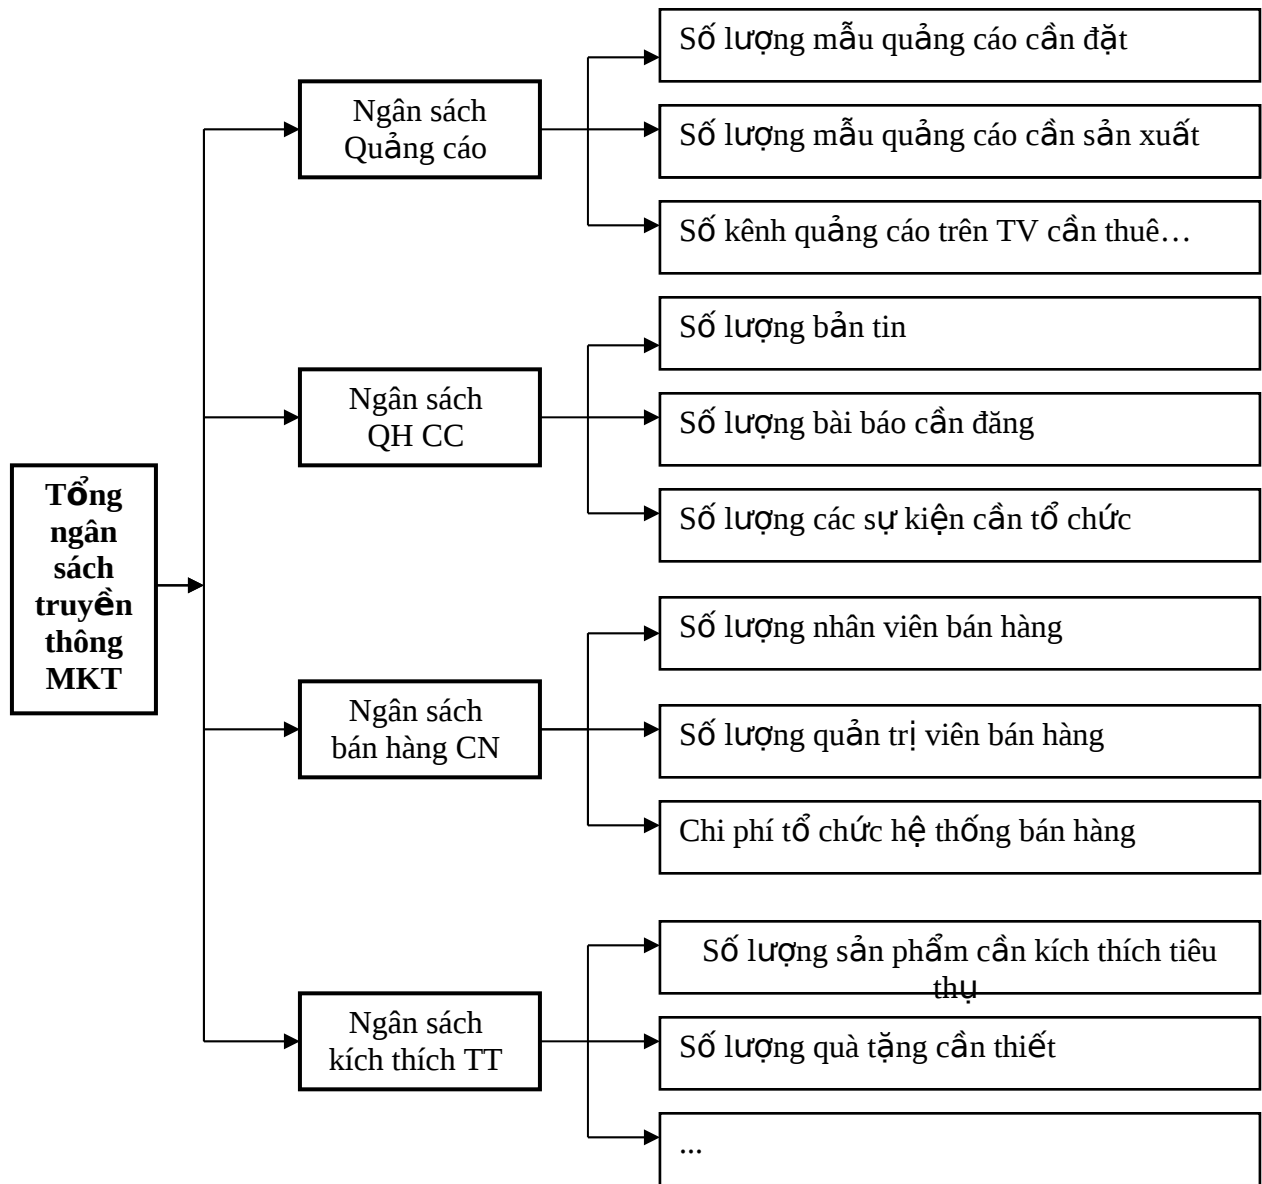 Tổng
ngân
sách
truyền
thông
MKT
Ngân sách
Quảng cáo
Số lượng mẫu quảng cáo cần đặt
Số lượng mẫu quảng cáo cần sản xuất
Số kênh quảng cáo trên TV cần thuê…
Ngân sách
QH CC
Số lượng bản tin
Số lượng bài báo cần đăng
Số lượng các sự kiện cần tổ chức
Ngân sách
bán hàng CN
Số lượng nhân viên bán hàng
Số lượng quản trị viên bán hàng
Chi phí tổ chức hệ thống bán hàng
Ngân sách
kích thích TT
Số lượng sản phẩm cần kích thích tiêu
thụ
Số lượng quà tặng cần thiết
...